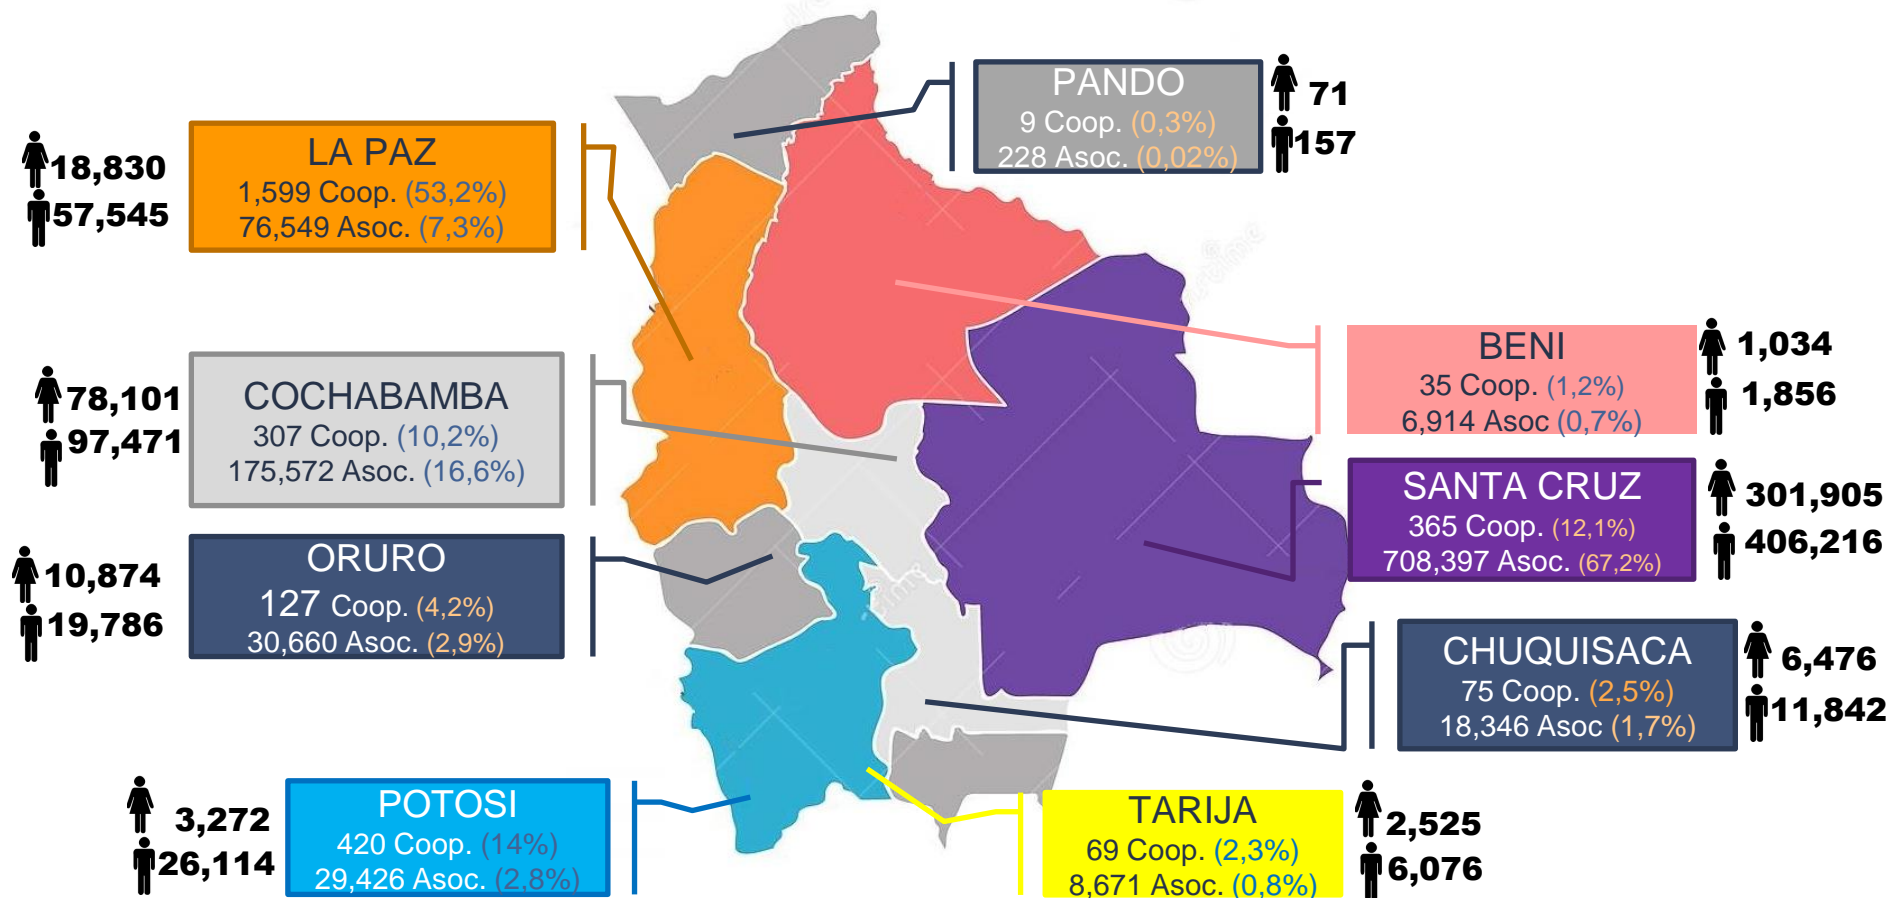 PANDO
9 Coop. (0,3%)
228 Asoc. (0,02%)
71
157
LA PAZ
1,599 Coop. (53,2%)
76,549 Asoc. (7,3%)
18,830
57,545
COCHABAMBA
307 Coop. (10,2%)
175,572 Asoc. (16,6%)
78,101
97,471
BENI
35 Coop. (1,2%)
6,914 Asoc (0,7%)
1,034
1,856
SANTA CRUZ
365 Coop. (12,1%)
708,397 Asoc. (67,2%)
301,905
406,216
ORURO
127 Coop. (4,2%)
30,660 Asoc. (2,9%)
10,874
19,786
CHUQUISACA
75 Coop. (2,5%)
18,346 Asoc (1,7%)
6,476
11,842
POTOSI
420 Coop. (14%)
29,426 Asoc. (2,8%)
3,272
26,114
TARIJA
69 Coop. (2,3%)
8,671 Asoc. (0,8%)
2,525
6,076